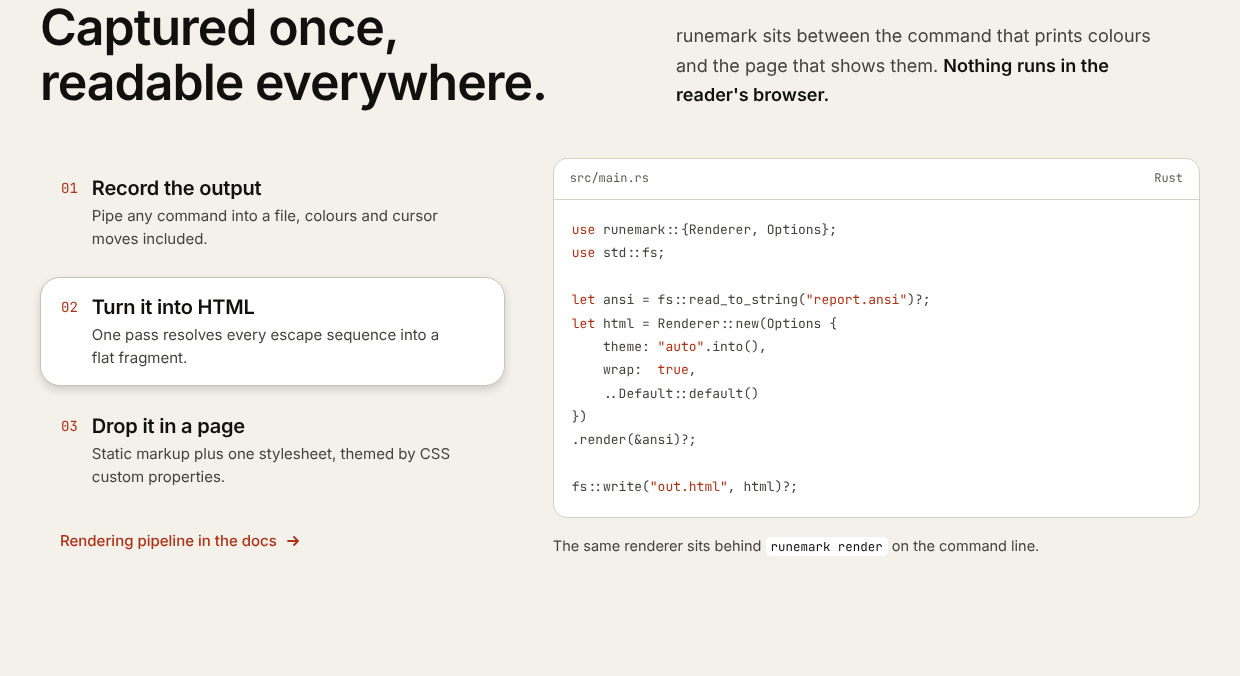 Captured once,
readable everywhere.
runemark sits between the command that prints colours
and the page that shows them. Nothing runs in the
reader's browser.
01 Record the output
Pipe any command into a file, colours and cursor
moves included.
02 Turn it into HTML
One pass resolves every escape sequence into a
flat fragment.
03 Drop it in a page
Static markup plus one stylesheet, themed by CSS
custom properties.
Rendering pipeline in the docs →
src/main.rs Rust
use runemark::{Renderer, Options};
use std::fs;

let ansi = fs::read_to_string("report.ansi")?;
let html = Renderer::new(Options {
    theme: "auto".into(),
    wrap:  true,
    ..Default::default()
})
.render(&ansi)?;

fs::write("out.html", html)?;
The same renderer sits behind runemark render on the command line.